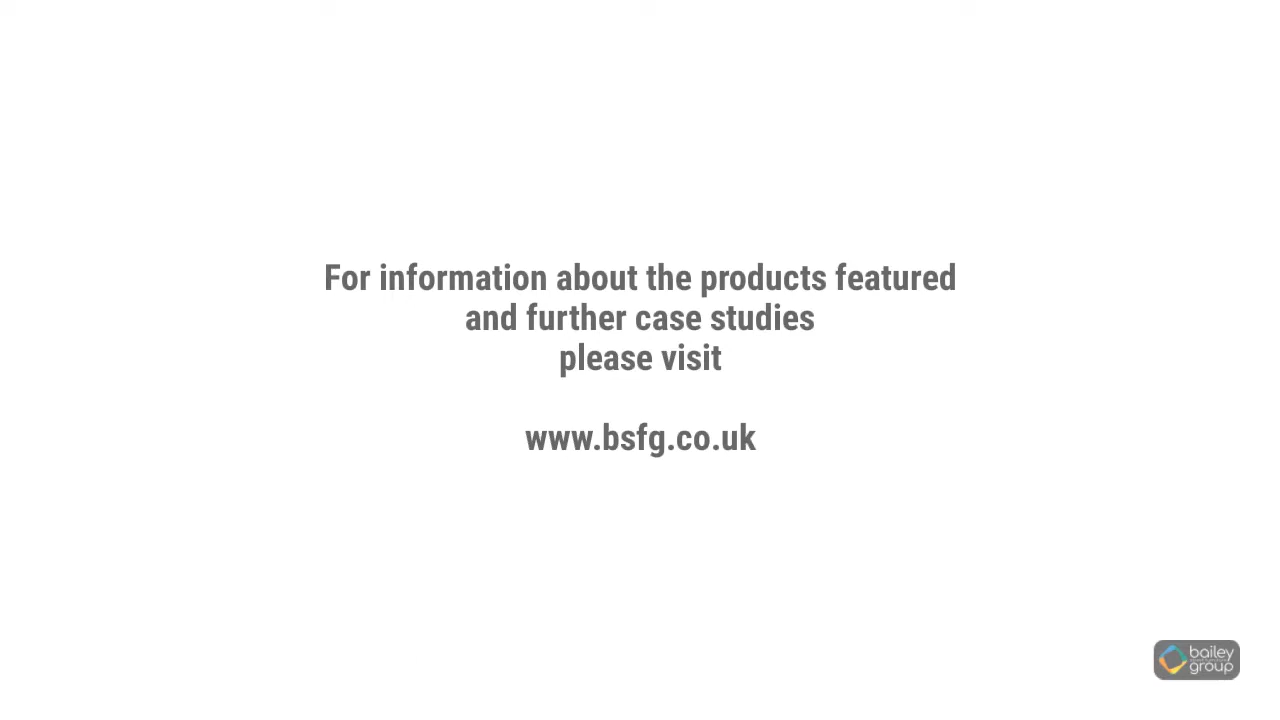 For information about the products featured
and further case studies
please visit
www.bsfg.co.uk
bailey
group